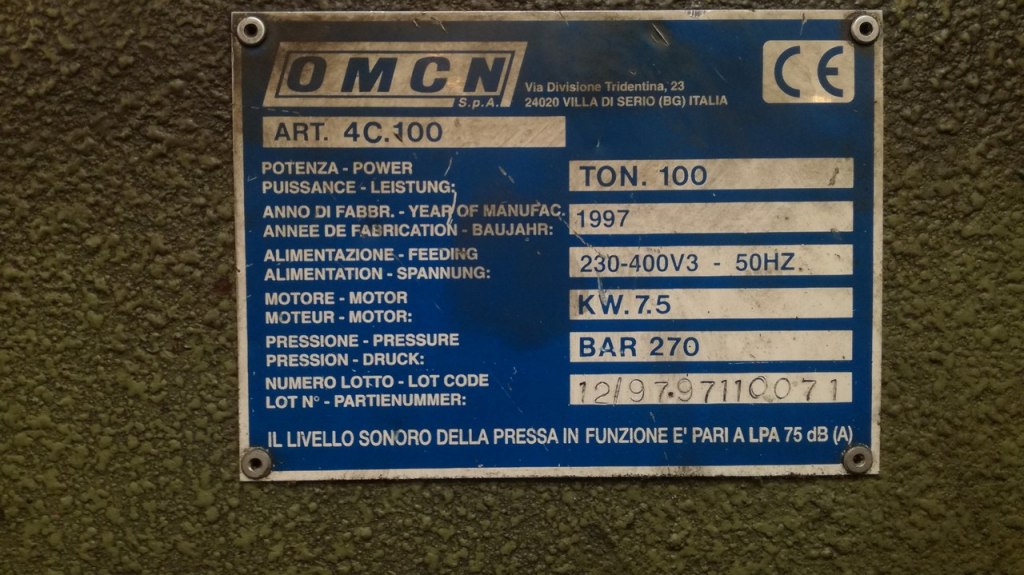 OMCN
S.p.A.
Via Divisione Tridentina, 23
24020 VILLA DI SERIO (BG) ITALIA
CE
ART. 4C.100
POTENZA - POWER
PUISSANCE - LEISTUNG:
TON. 100
ANNO DI FABBR. - YEAR OF MANUFAC.
ANNEE DE FABRICATION - BAUJAHR:
1997
ALIMENTAZIONE - FEEDING
ALIMENTATION - SPANNUNG:
230-400V3 - 50HZ.
MOTORE - MOTOR
MOTEUR - MOTOR:
KW. 7.5
PRESSIONE - PRESSURE
PRESSION - DRUCK:
BAR 270
NUMERO LOTTO - LOT CODE
LOT N° - PARTIENUMMER:
12/97.97110071
IL LIVELLO SONORO DELLA PRESSA IN FUNZIONE E' PARI A LPA 75 dB (A)